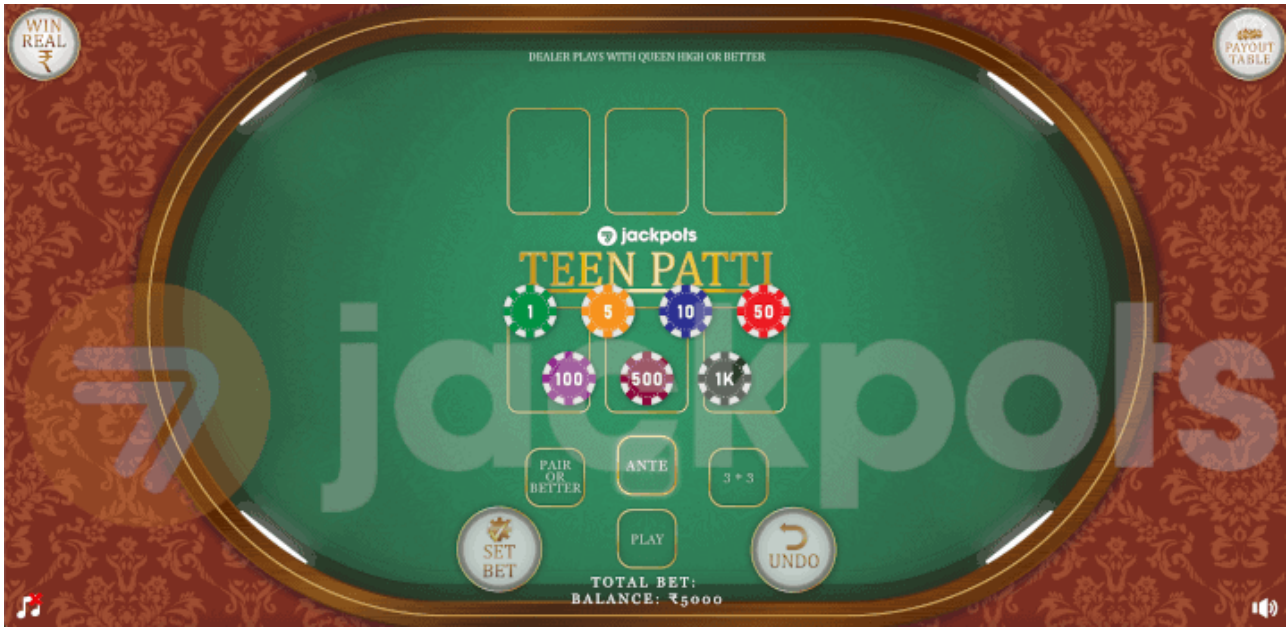 WIN
REAL
₹
PAYOUT
TABLE
DEALER PLAYS WITH QUEEN HIGH OR BETTER
jackpots
TEEN PATTI
1
5
10
50
100
500
1K
jackpots
PAIR
OR
BETTER
ANTE
3 + 3
SET
BET
PLAY
UNDO
TOTAL BET:
BALANCE: ₹5000